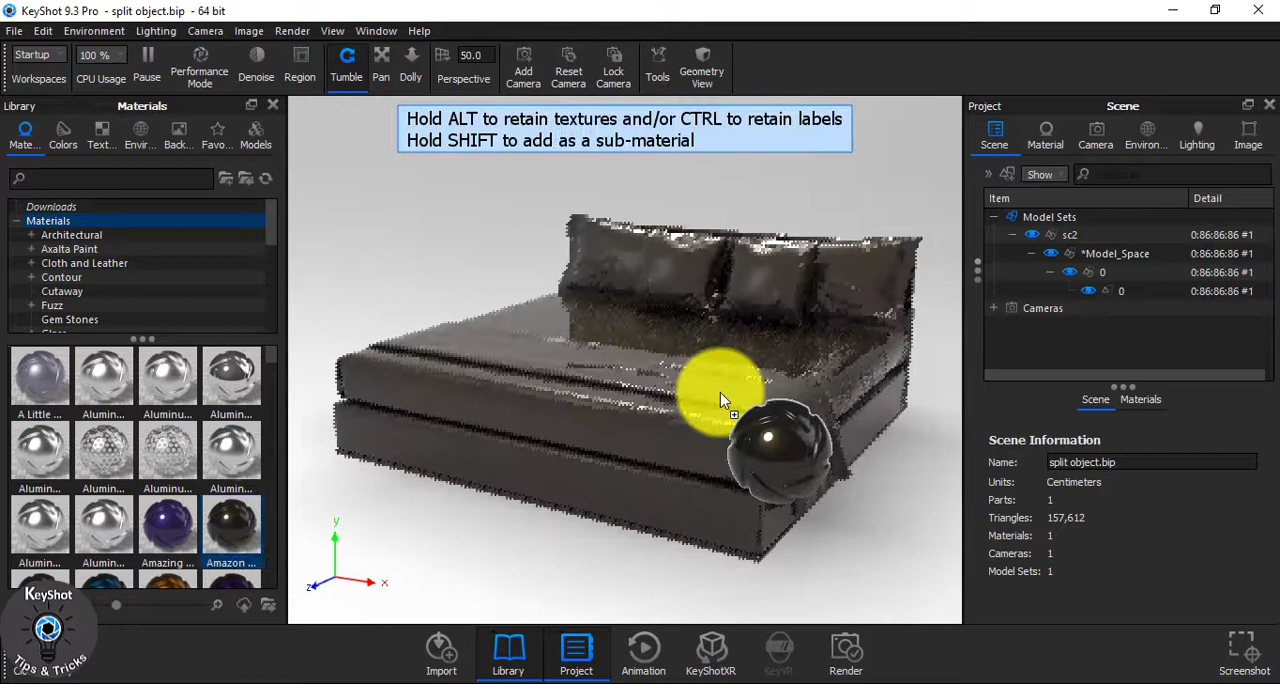 KeyShot 9.3 Pro - split object.bip - 64 bit
File Edit Environment Lighting Camera Image Render View Window Help
Startup 100 % 50.0
Workspaces CPU Usage Pause Performance Mode Denoise Region Tumble Pan Dolly Perspective Add Camera Reset Camera Lock Camera Tools Geometry View
Library Materials
Mate... Colors Text... Envir... Back... Favo... Models
Downloads
Materials
Architectural
Axalta Paint
Cloth and Leather
Contour
Cutaway
Fuzz
Gem Stones
A Little ... Alumin... Aluminu... Alumin...
Alumin... Alumin... Aluminu... Alumin...
Alumin... Alumin... Amazing ... Amazon ...
KeyShot
Tips & Tricks
Hold ALT to retain textures and/or CTRL to retain labels
Hold SHIFT to add as a sub-material
y
x
z
Project Scene
Scene Material Camera Environ... Lighting Image
Show
Item Detail
Model Sets
sc2 0:86:86:86 #1
*Model_Space 0:86:86:86 #1
0 0:86:86:86 #1
0 0:86:86:86 #1
Cameras
Scene Materials
Scene Information
Name: split object.bip
Units: Centimeters
Parts: 1
Triangles: 157,612
Materials: 1
Cameras: 1
Model Sets: 1
Import Library Project Animation KeyShotXR KeyVR Render Screenshot